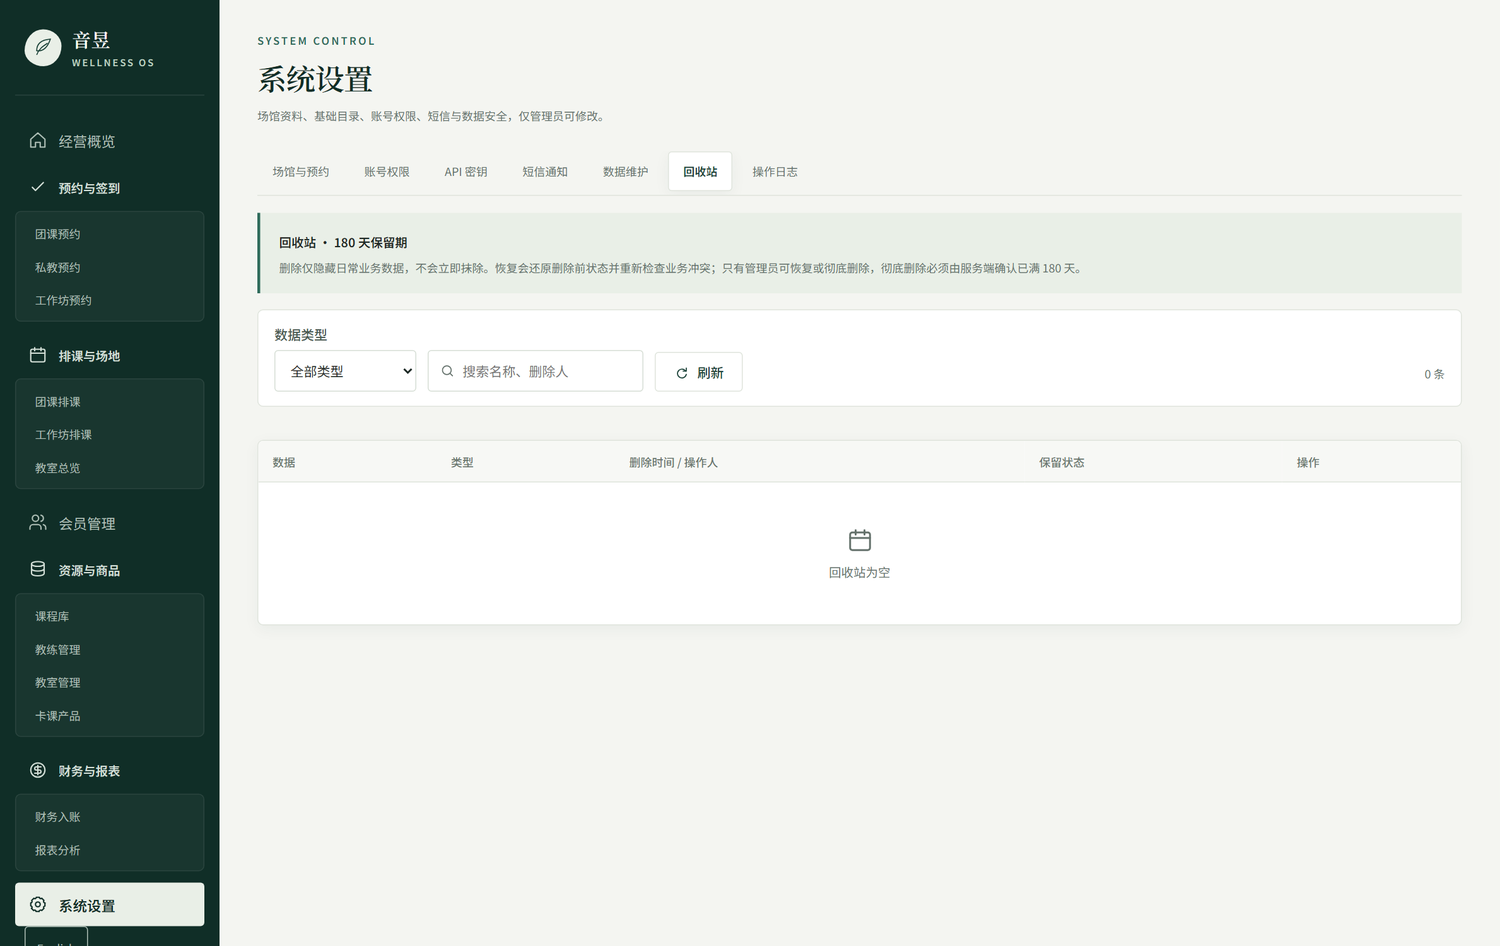 音昱
WELLNESS OS
经营概览
预约与签到
团课预约
私教预约
工作坊预约
排课与场地
团课排课
工作坊排课
教室总览
会员管理
资源与商品
课程库
教练管理
教室管理
卡课产品
财务与报表
财务入账
报表分析
系统设置
SYSTEM CONTROL
系统设置
场馆资料、基础目录、账号权限、短信与数据安全，仅管理员可修改。
场馆与预约 账号权限 API 密钥 短信通知 数据维护 回收站 操作日志
回收站 · 180 天保留期
删除仅隐藏日常业务数据，不会立即抹除。恢复会还原删除前状态并重新检查业务冲突；只有管理员可恢复或彻底删除，彻底删除必须由服务端确认已满 180 天。
数据类型
全部类型 搜索名称、删除人 刷新 0 条
数据 类型 删除时间 / 操作人 保留状态 操作
回收站为空